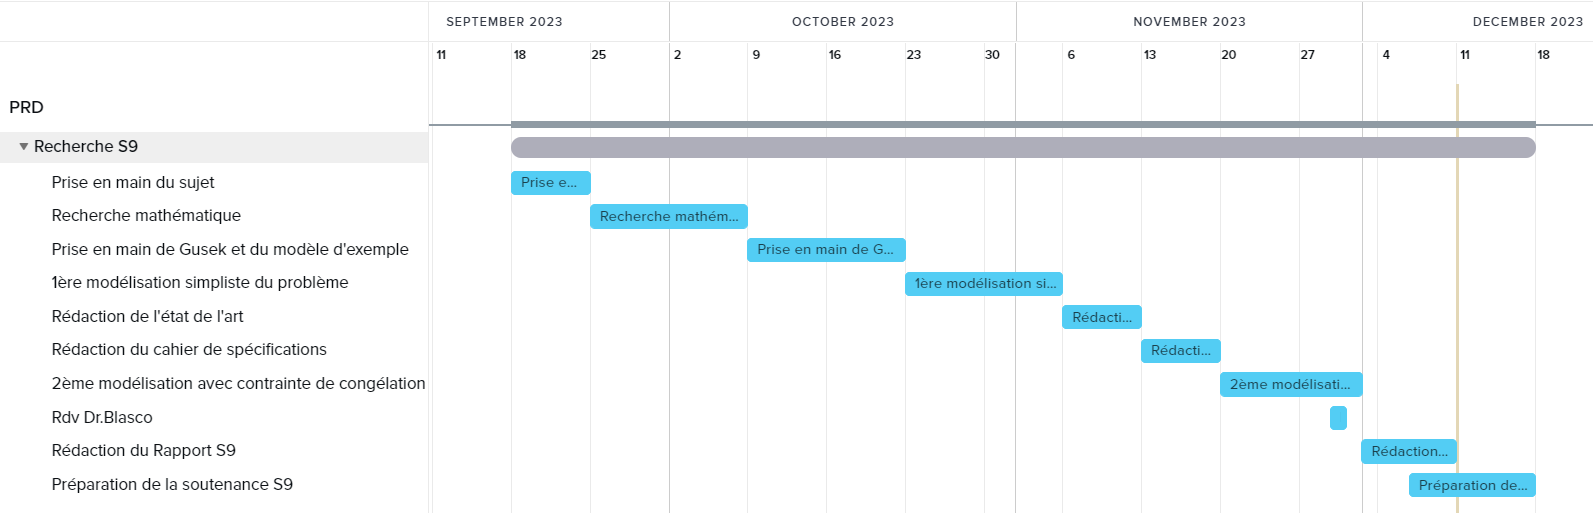 SEPTEMBER 2023 OCTOBER 2023 NOVEMBER 2023 DECEMBER 2023
11 18 25 2 9 16 23 30 6 13 20 27 4 11 18
PRD
Recherche S9
Prise en main du sujet Prise e...
Recherche mathématique Recherche mathém...
Prise en main de Gusek et du modèle d'exemple Prise en main de G...
1ère modélisation simpliste du problème 1ère modélisation si...
Rédaction de l'état de l'art Rédacti...
Rédaction du cahier de spécifications Rédacti...
2ème modélisation avec contrainte de congélation 2ème modélisati...
Rdv Dr.Blasco
Rédaction du Rapport S9 Rédaction...
Préparation de la soutenance S9 Préparation de...